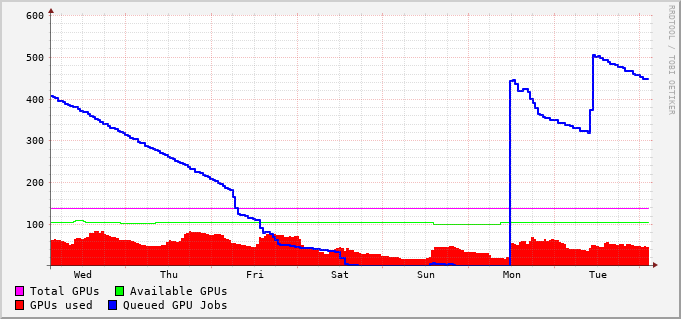 600
500
400
300
200
100
Wed Thu Fri Sat Sun Mon Tue
Total GPUs Available GPUs
GPUs used Queued GPU Jobs
RRDTOOL / TOBI OETIKER